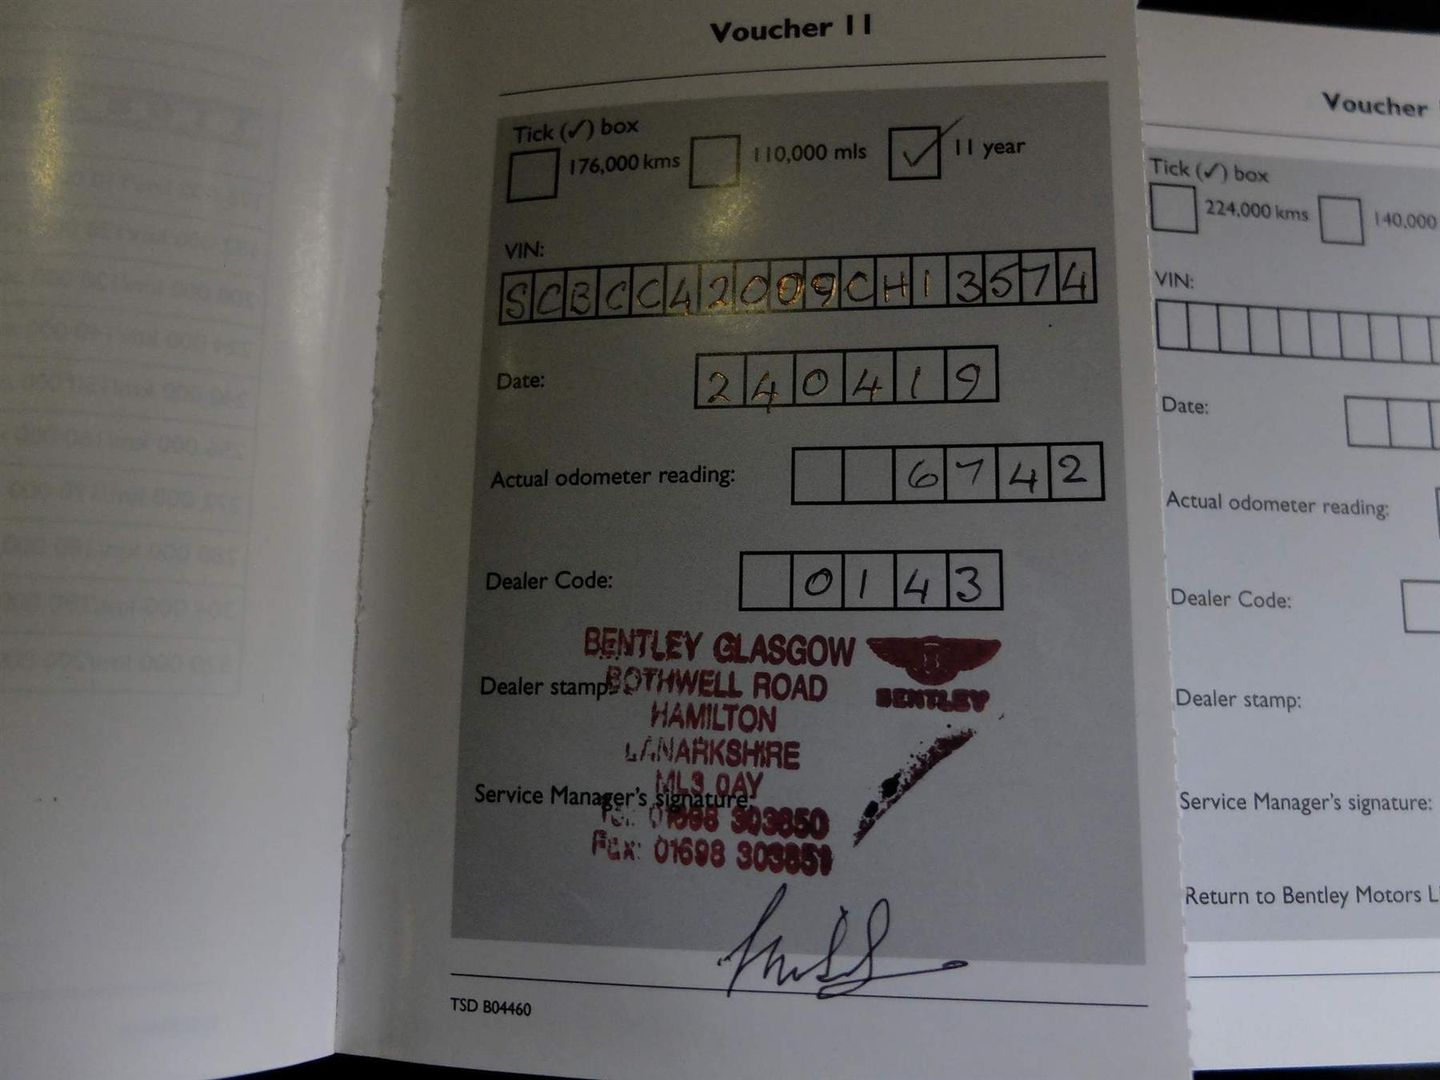 Voucher 11
Tick (✓) box
176,000 kms 110,000 mls ✓ 11 year
VIN:
SCBCC42009CH13574
Date: 240419
Actual odometer reading: 6742
Dealer Code: 0143
BENTLEY GLASGOW
Dealer stamp: BOTHWELL ROAD
BENTLEY
HAMILTON
LANARKSHIRE
ML3 0AY
Service Manager's signature:
Tel: 01698 303850
Fax: 01698 303851
TSD B04460
Voucher
Tick (✓) box
224,000 kms 140,000
VIN:
Date:
Actual odometer reading:
Dealer Code:
Dealer stamp:
Service Manager's signature:
Return to Bentley Motors